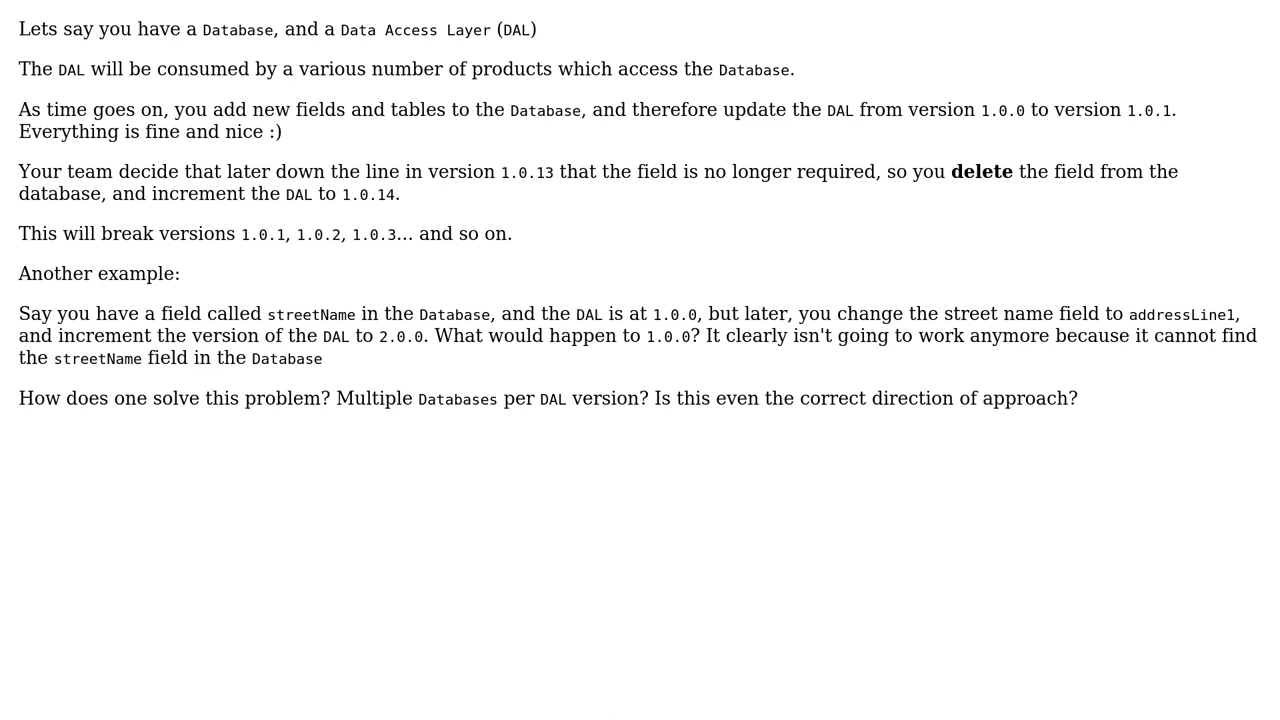 Lets say you have a Database, and a Data Access Layer (DAL)
The DAL will be consumed by a various number of products which access the Database.
As time goes on, you add new fields and tables to the Database, and therefore update the DAL from version 1.0.0 to version 1.0.1.
Everything is fine and nice :)
Your team decide that later down the line in version 1.0.13 that the field is no longer required, so you delete the field from the
database, and increment the DAL to 1.0.14.
This will break versions 1.0.1, 1.0.2, 1.0.3... and so on.
Another example:
Say you have a field called streetName in the Database, and the DAL is at 1.0.0, but later, you change the street name field to addressLine1,
and increment the version of the DAL to 2.0.0. What would happen to 1.0.0? It clearly isn't going to work anymore because it cannot find
the streetName field in the Database
How does one solve this problem? Multiple Databases per DAL version? Is this even the correct direction of approach?